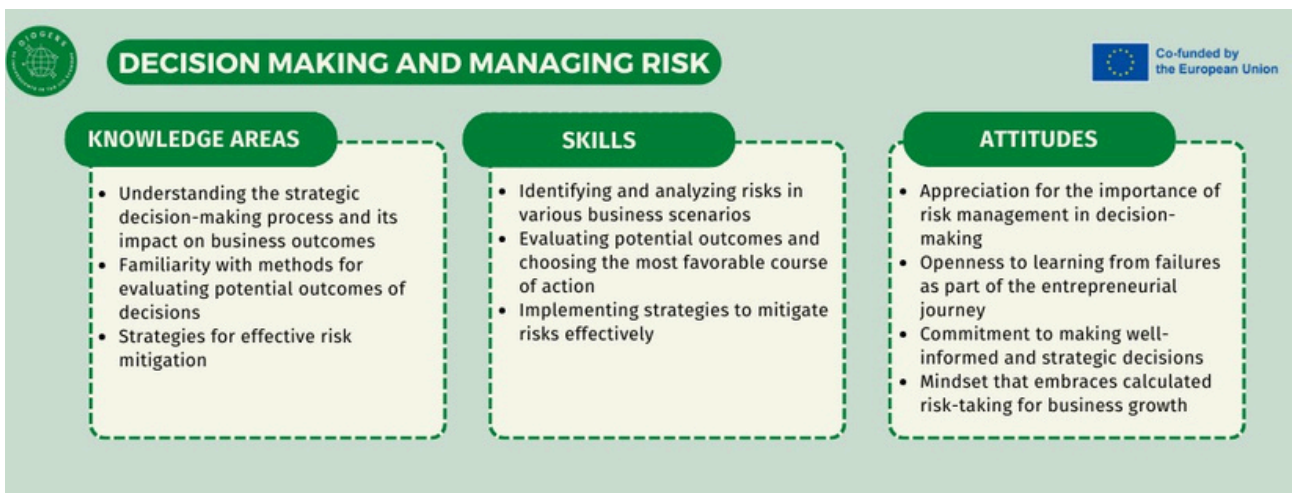 GIGGERS
DECISION MAKING AND MANAGING RISK
Co-funded by
the European Union
KNOWLEDGE AREAS
• Understanding the strategic
decision-making process and its
impact on business outcomes
• Familiarity with methods for
evaluating potential outcomes of
decisions
• Strategies for effective risk
mitigation
SKILLS
• Identifying and analyzing risks in
various business scenarios
• Evaluating potential outcomes and
choosing the most favorable course
of action
• Implementing strategies to mitigate
risks effectively
ATTITUDES
• Appreciation for the importance of
risk management in decision-
making
• Openness to learning from failures
as part of the entrepreneurial
journey
• Commitment to making well-
informed and strategic decisions
• Mindset that embraces calculated
risk-taking for business growth